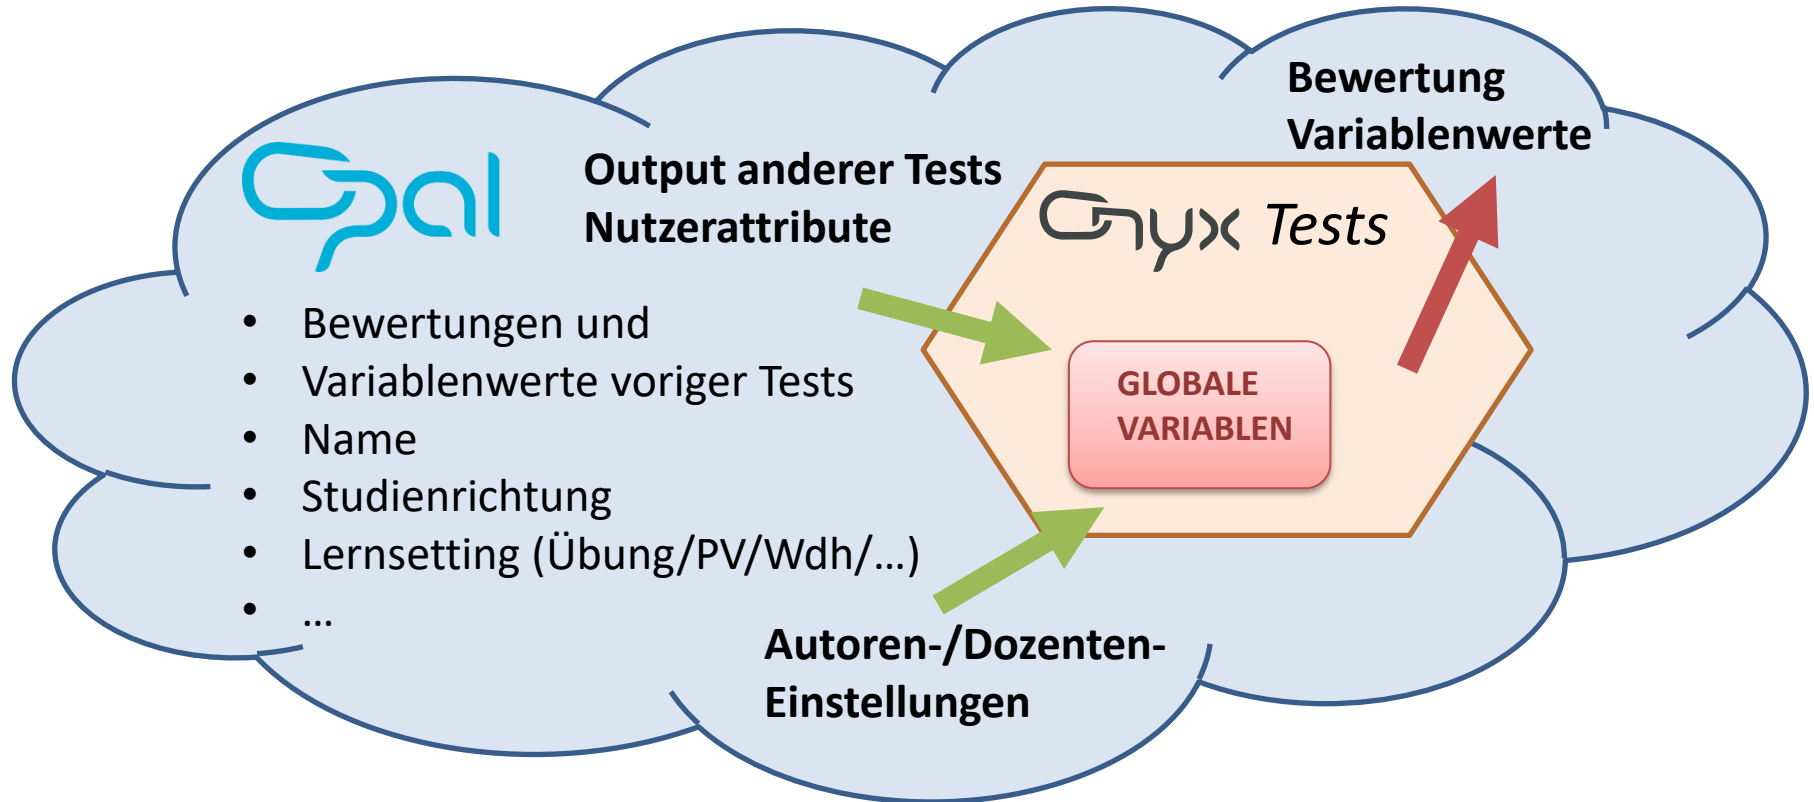 Opal
Output anderer Tests
Nutzerattribute
• Bewertungen und
• Variablenwerte voriger Tests
• Name
• Studienrichtung
• Lernsetting (Übung/PV/Wdh/…)
• …
Bewertung
Variablenwerte
Onyx Tests
GLOBALE
VARIABLEN
Autoren-/Dozenten-
Einstellungen